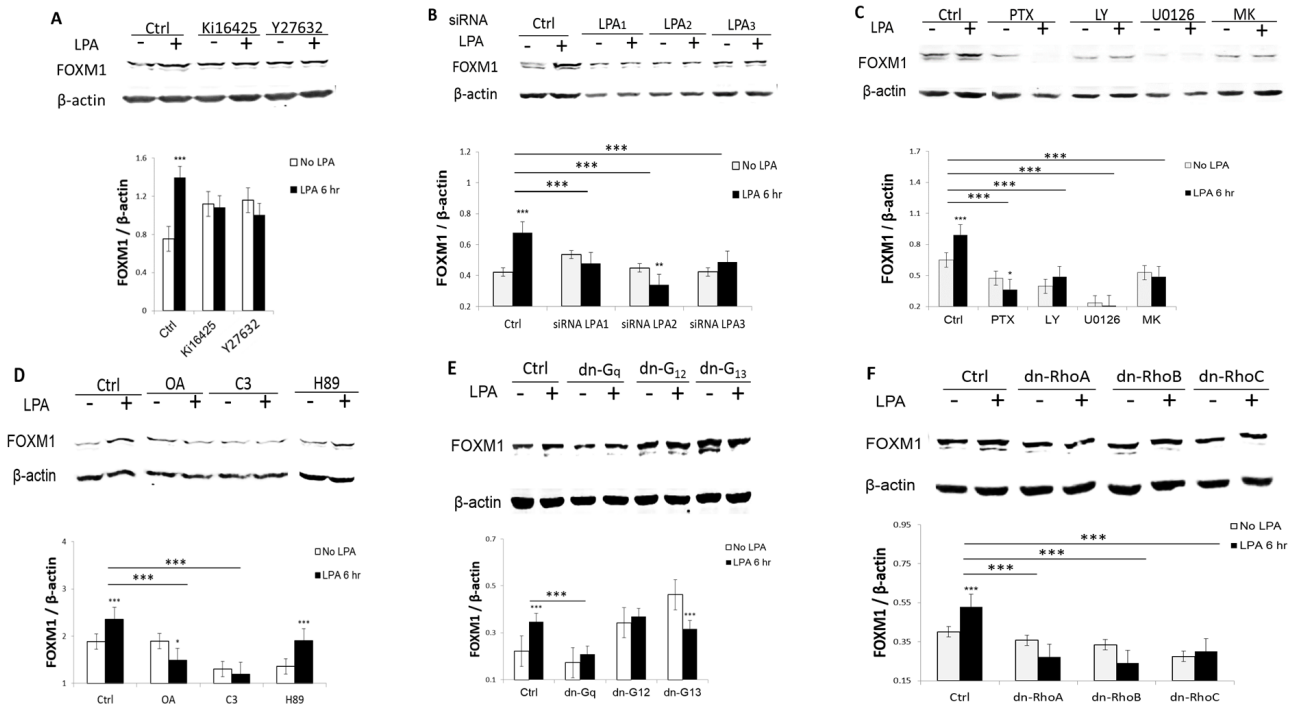 A
Ctrl Ki16425 Y27632
LPA - + - + - +
FOXM1
β-actin
FOXM1 / β-actin
1.6
1.2
0.8
0.4
0
***
No LPA
LPA 6 hr
Ctrl Ki16425 Y27632
B
siRNA Ctrl LPA1 LPA2 LPA3
LPA - + - + - + - +
FOXM1
β-actin
FOXM1 / β-actin
1.2
1
0.8
0.6
0.4
0.2
***
***
***
***
**
No LPA
LPA 6 hr
Ctrl siRNA LPA1 siRNA LPA2 siRNA LPA3
C
Ctrl PTX LY U0126 MK
LPA - + - + - + - + - +
FOXM1
β-actin
FOXM1 / β-actin
1.7
1.5
1.3
1.1
0.9
0.7
0.5
0.2
***
***
***
***
***
*
No LPA
LPA 6 hr
Ctrl PTX LY U0126 MK
D
Ctrl OA C3 H89
LPA - + - + - + - +
FOXM1
β-actin
FOXM1 / β-actin
4
3
2
1
***
***
***
*
***
No LPA
LPA 6 hr
Ctrl OA C3 H89
E
Ctrl dn-Gq dn-G12 dn-G13
LPA - + - + - + - +
FOXM1
β-actin
FOXM1 / β-actin
0.7
0.5
0.3
0.1
***
***
***
No LPA
LPA 6 hr
Ctrl dn-Gq dn-G12 dn-G13
F
Ctrl dn-RhoA dn-RhoB dn-RhoC
LPA - + - + - + - +
FOXM1
β-actin
FOXM1 / β-actin
0.95
0.75
0.55
0.35
0.15
***
***
***
***
No LPA
LPA 6 hr
Ctrl dn-RhoA dn-RhoB dn-RhoC